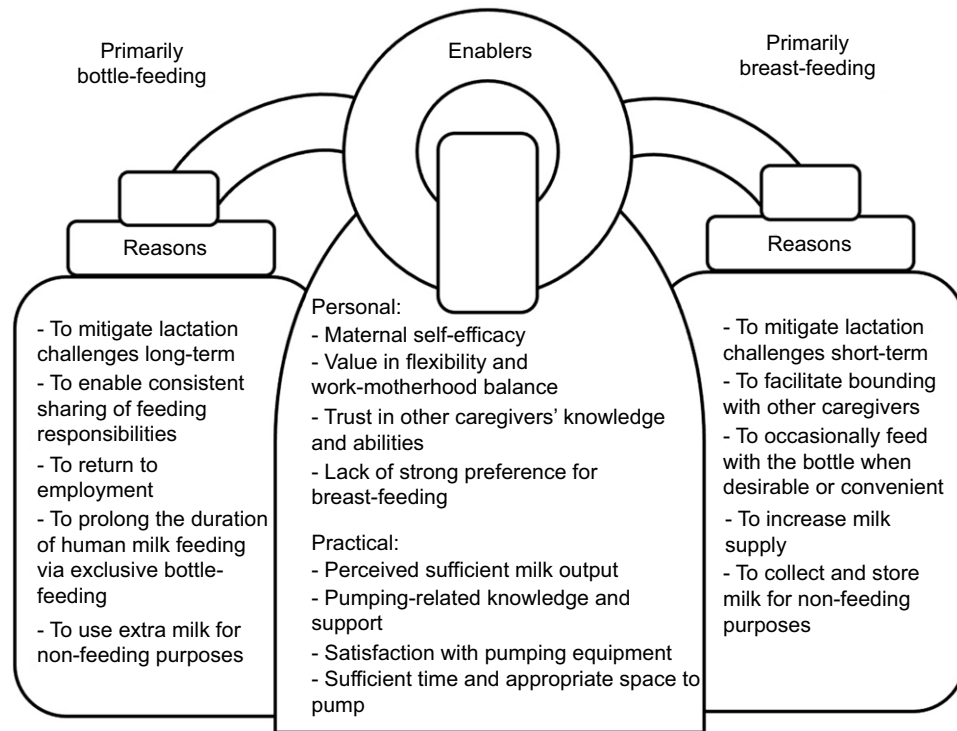 Primarily
bottle-feeding
Reasons
- To mitigate lactation
challenges long-term
- To enable consistent
sharing of feeding
responsibilities
- To return to
employment
- To prolong the duration
of human milk feeding
via exclusive bottle-
feeding
- To use extra milk for
non-feeding purposes
Enablers
Personal:
- Maternal self-efficacy
- Value in flexibility and
work-motherhood balance
- Trust in other caregivers’ knowledge
and abilities
- Lack of strong preference for
breast-feeding
Practical:
- Perceived sufficient milk output
- Pumping-related knowledge and
support
- Satisfaction with pumping equipment
- Sufficient time and appropriate space to
pump
Primarily
breast-feeding
Reasons
- To mitigate lactation
challenges short-term
- To facilitate bounding
with other caregivers
- To occasionally feed
with the bottle when
desirable or convenient
- To increase milk
supply
- To collect and store
milk for non-feeding
purposes